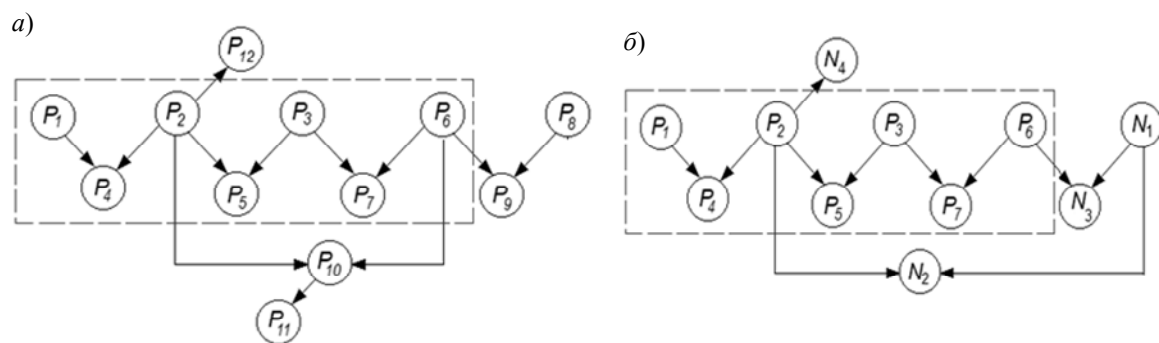 а)
P12
P1 P2 P3 P6 P8
P4 P5 P7 P9
P10
P11
б)
N4
P1 P2 P3 P6 N1
P4 P5 P7 N3
N2